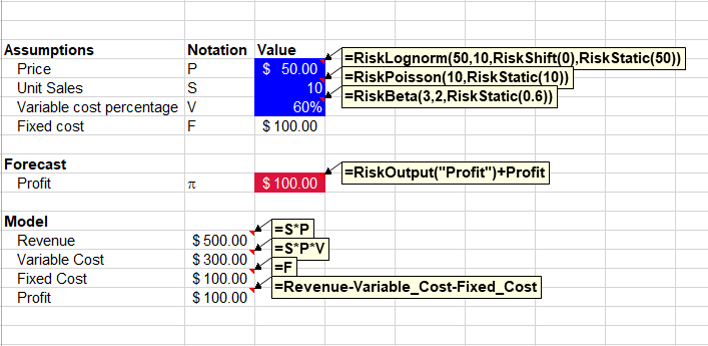 Assumptions Notation Value
Price P $ 50.00 =RiskLognorm(50,10,RiskShift(0),RiskStatic(50))
Unit Sales S 10 =RiskPoisson(10,RiskStatic(10))
Variable cost percentage V 60% =RiskBeta(3,2,RiskStatic(0.6))
Fixed cost F $ 100.00
Forecast
Profit π $ 100.00 =RiskOutput("Profit")+Profit
Model
Revenue $ 500.00 =S*P
Variable Cost $ 300.00 =S*P*V
Fixed Cost $ 100.00 =F
Profit $ 100.00 =Revenue-Variable_Cost-Fixed_Cost